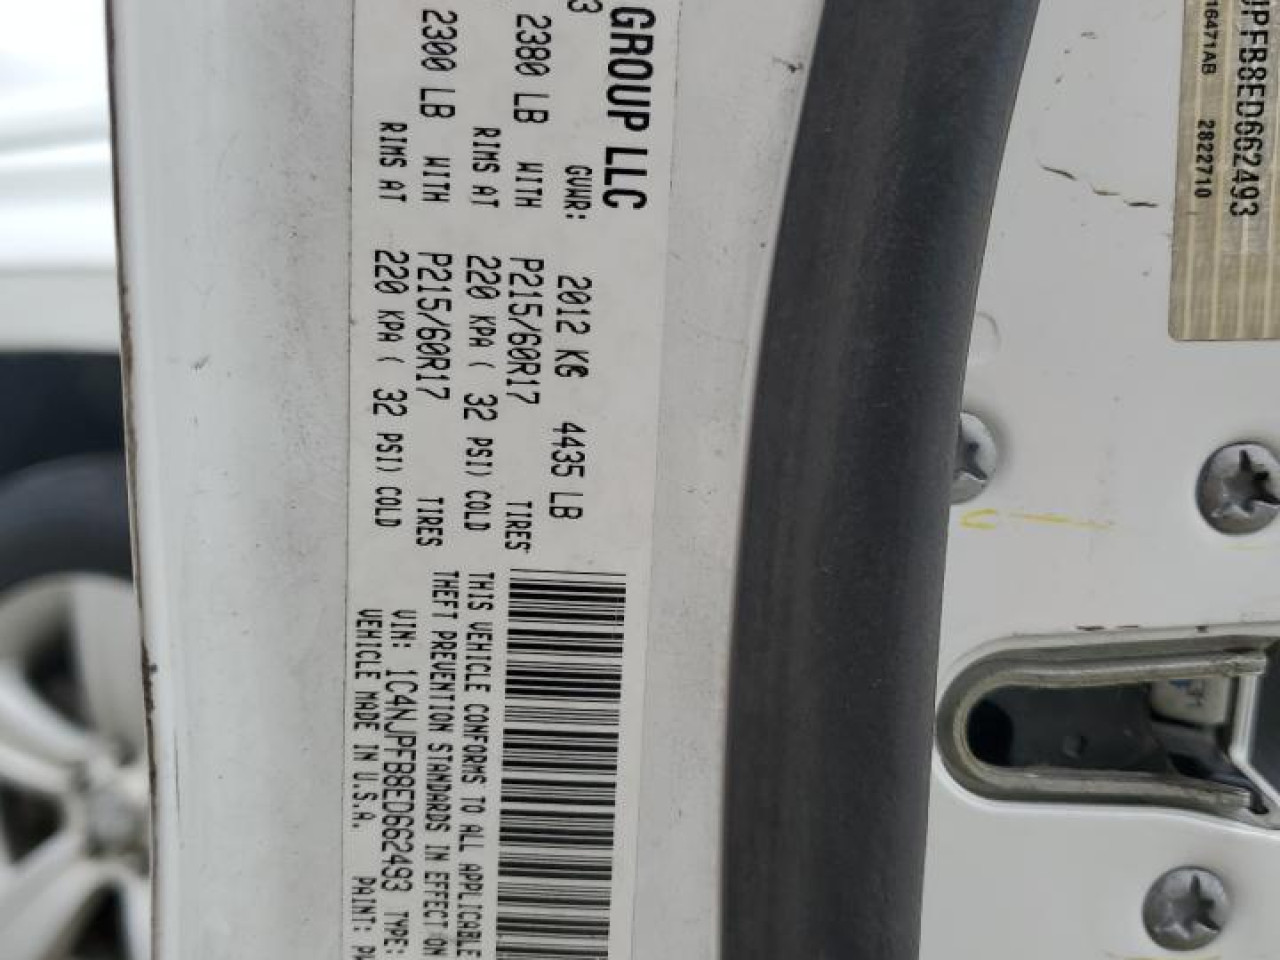 GROUP LLC
3 GVWR: 2012 KG 4435 LB
2380 LB WITH P215/60R17 TIRES
RIMS AT 220 KPA ( 32 PSI) COLD
2300 LB WITH P215/60R17 TIRES
RIMS AT 220 KPA ( 32 PSI) COLD
THIS VEHICLE CONFORMS TO ALL APPLICABLE
THEFT PREVENTION STANDARDS IN EFFECT ON
VIN: 1C4NJPFB8ED662493 TYPE:
VEHICLE MADE IN U.S.A. PAINT: PW
JPFB8ED662493
16471AB 2822710